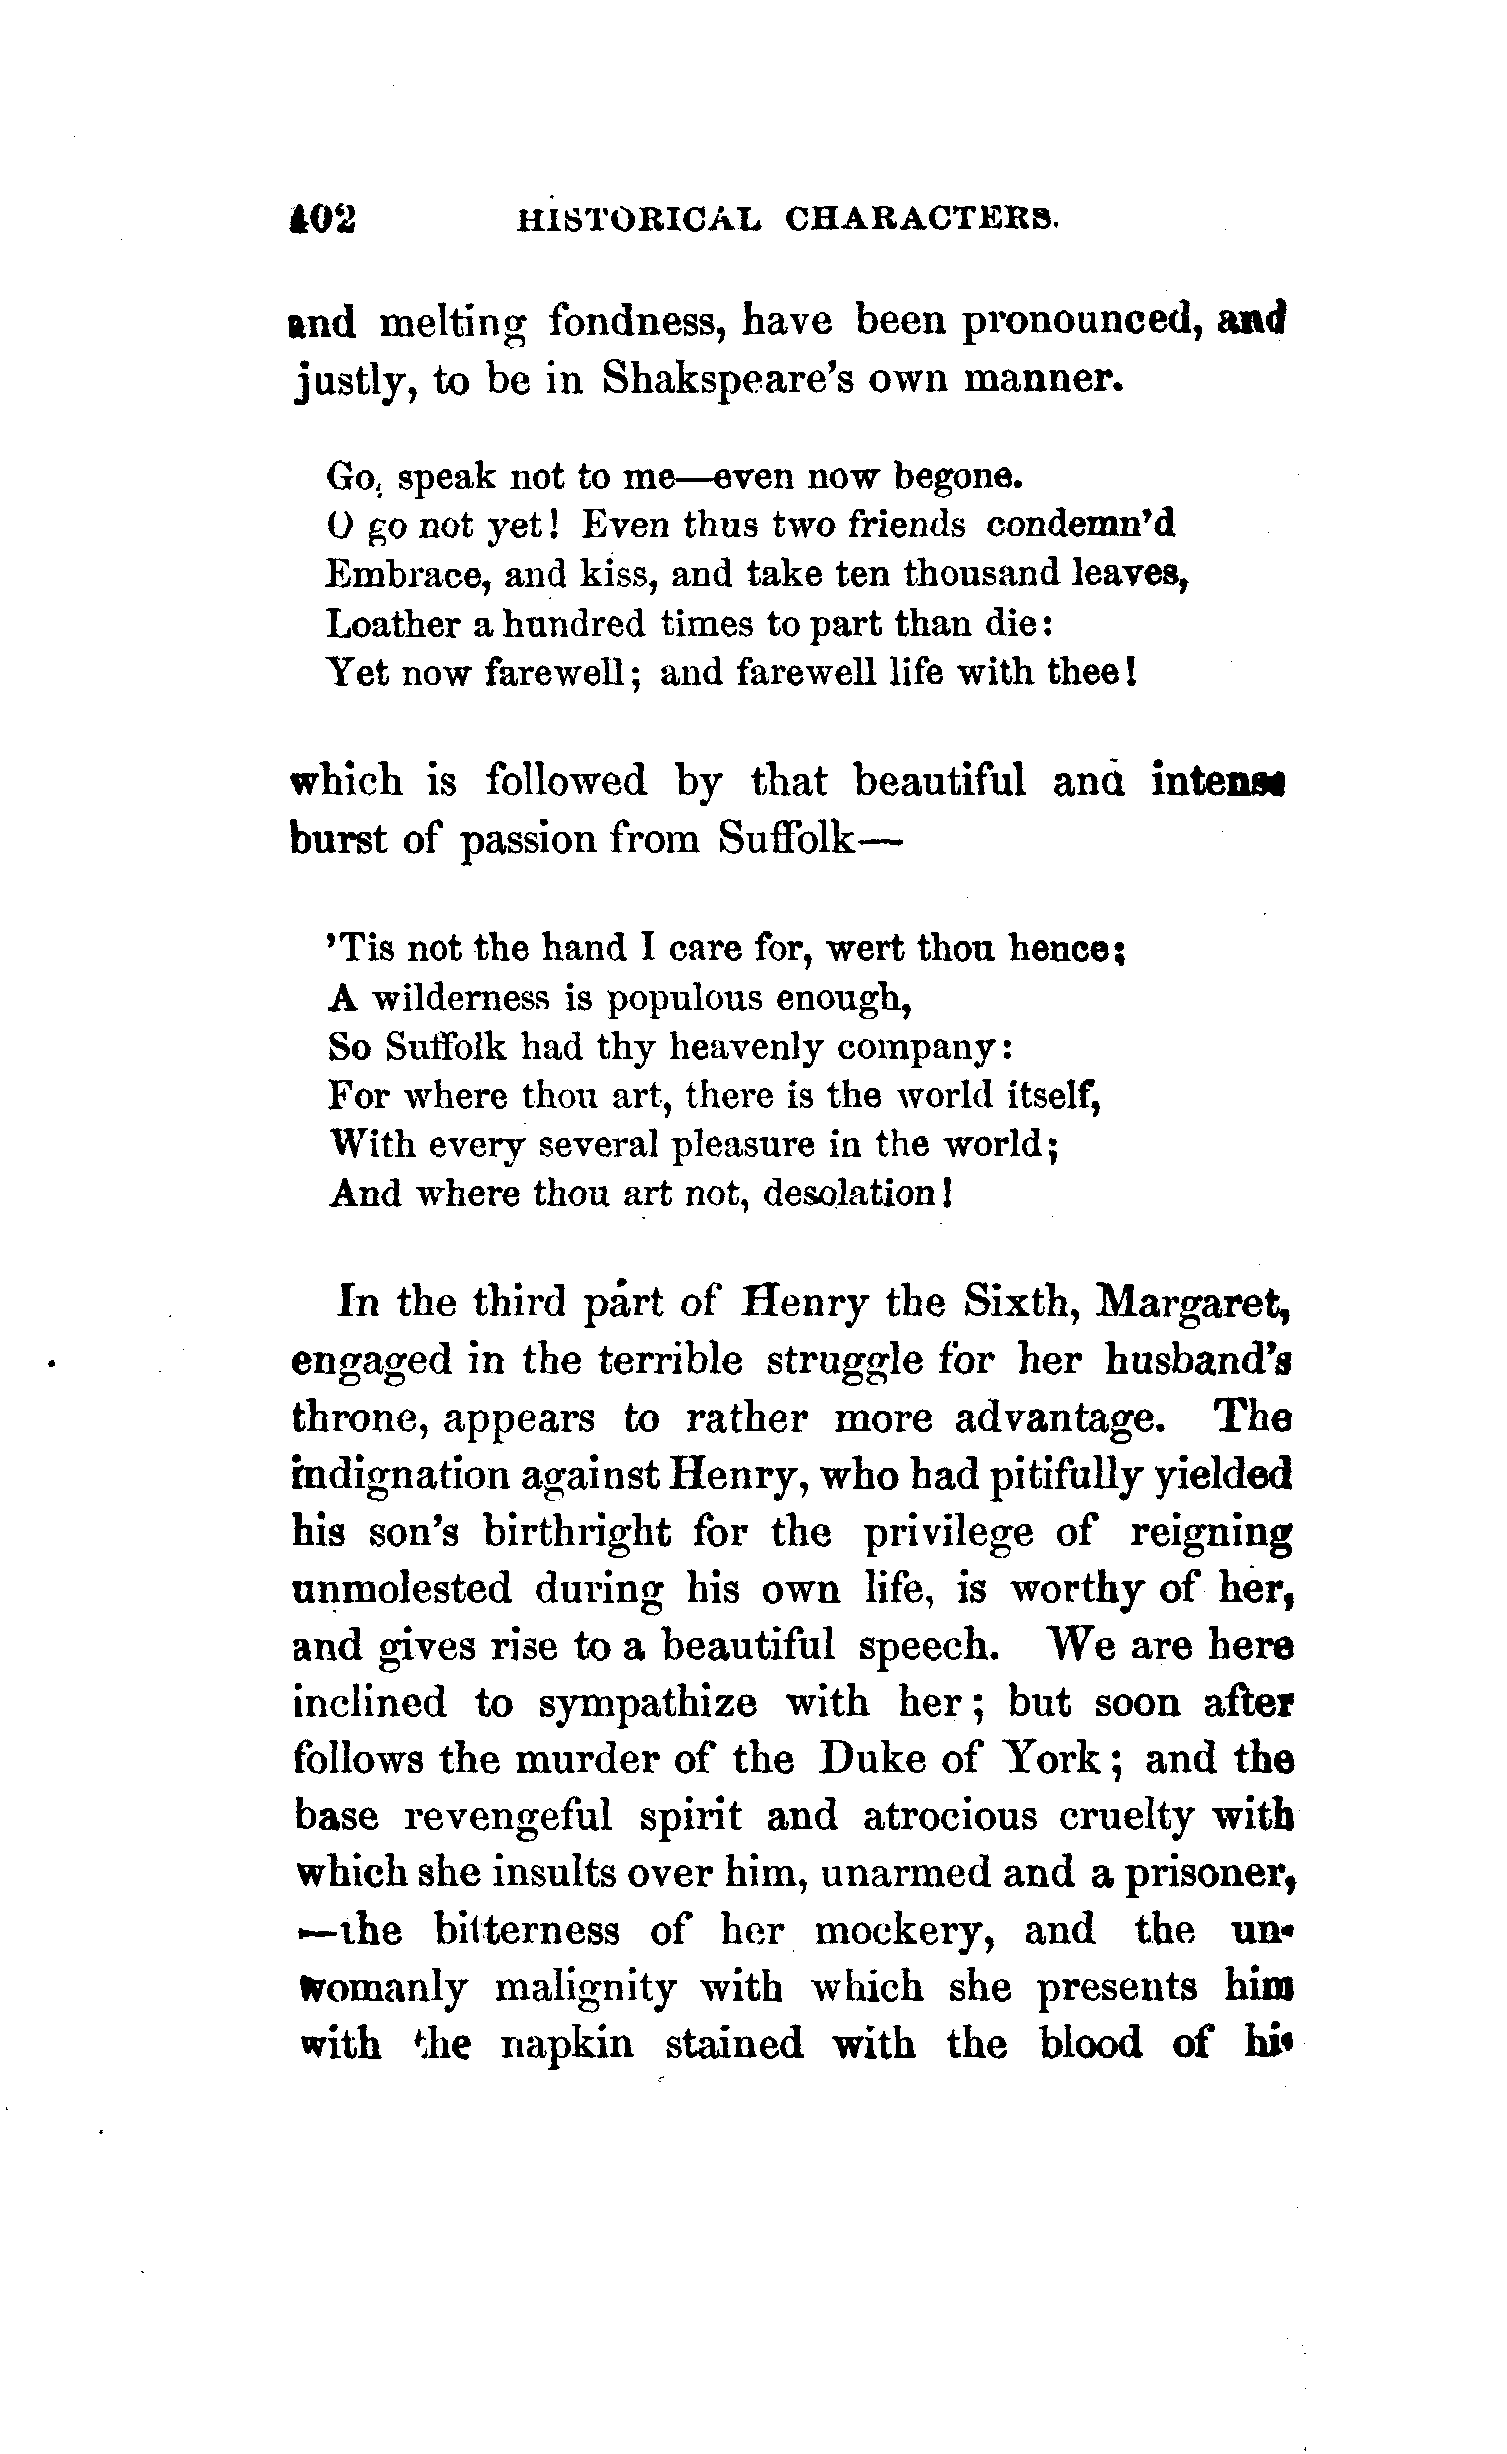 402 HISTORICAL CHARACTERS.
and melting fondness, have been pronounced, and
justly, to be in Shakspeare's own manner.
Go, speak not to me—even now begone.
O go not yet! Even thus two friends condemn'd
Embrace, and kiss, and take ten thousand leaves,
Loather a hundred times to part than die:
Yet now farewell; and farewell life with thee!
which is followed by that beautiful and intense
burst of passion from Suffolk—
'Tis not the hand I care for, wert thou hence;
A wilderness is populous enough,
So Suffolk had thy heavenly company:
For where thou art, there is the world itself,
With every several pleasure in the world;
And where thou art not, desolation!
In the third part of Henry the Sixth, Margaret,
engaged in the terrible struggle for her husband's
throne, appears to rather more advantage. The
indignation against Henry, who had pitifully yielded
his son's birthright for the privilege of reigning
unmolested during his own life, is worthy of her,
and gives rise to a beautiful speech. We are here
inclined to sympathize with her; but soon after
follows the murder of the Duke of York; and the
base revengeful spirit and atrocious cruelty with
which she insults over him, unarmed and a prisoner,
—the bitterness of her mockery, and the un-
womanly malignity with which she presents him
with the napkin stained with the blood of his